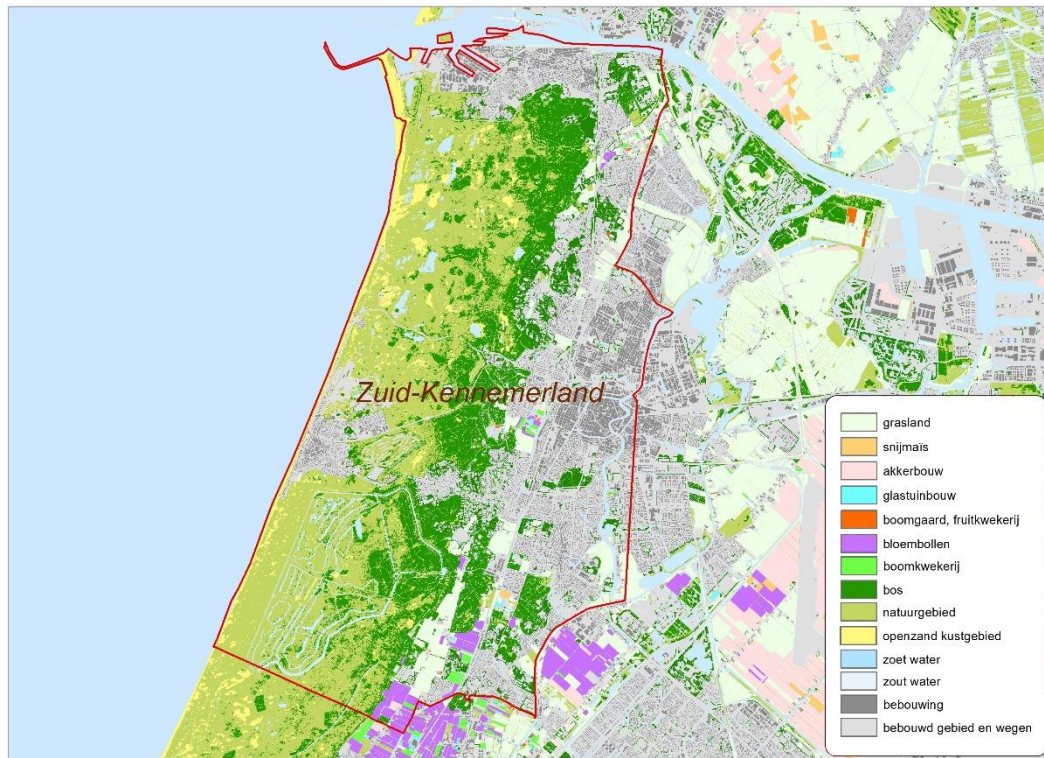 Zuid-Kennemerland
grasland
snijmaïs
akkerbouw
glastuinbouw
boomgaard, fruitkwekerij
bloembollen
boomkwekerij
bos
natuurgebied
openzand kustgebied
zoet water
zout water
bebouwing
bebouwd gebied en wegen